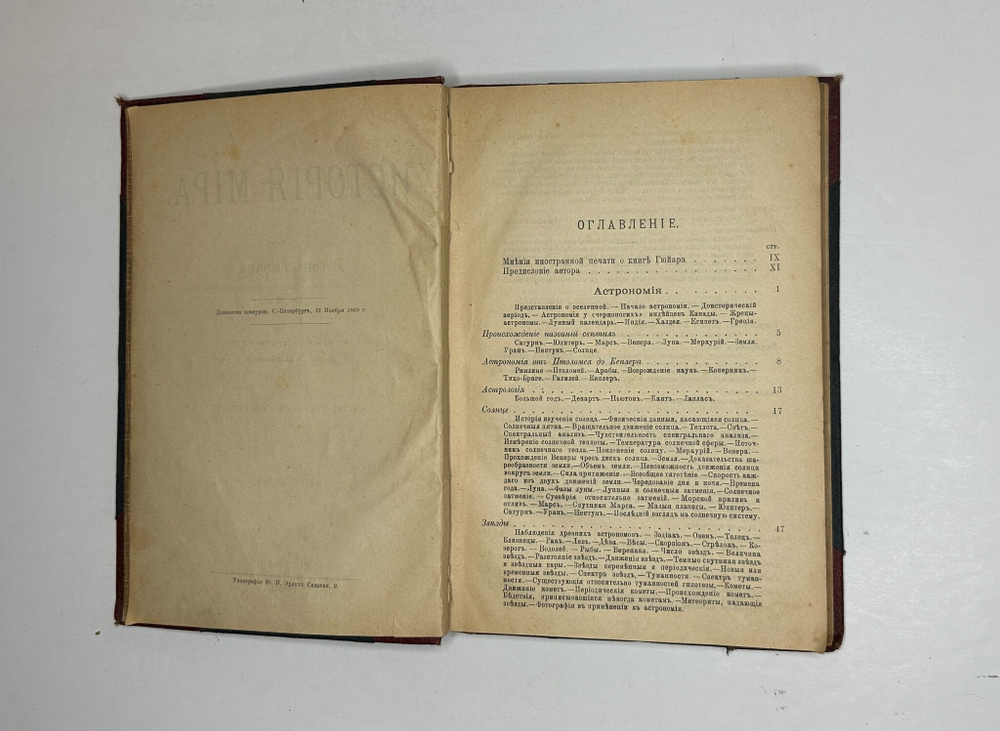 Дозволено цензурою. С.-Петербургъ, 12 Ноября 1889 г.
Типографія Ю. Н. Эрлихъ Садовая, 9.
ОГЛАВЛЕНІЕ.
стр.
Мнѣнія иностранной печати о книгѣ Гюйара . . . . . . . IX
Предисловіе автора . . . . . . . . . . . . . . . . XI
Астрономія . . . . . . . . . 1
Представленіе о вселенной. — Начало астрономіи. — Доисторическій
періодъ. — Астрономія у «черноногихъ» индѣйцевъ Канады. — Жрецы-
астрономы.—Лунный календарь.—Индія.—Халдея.—Египетъ.—Греція.
Происхожденіе названій свѣтилъ . . . . . . . . . . . . 5
Сатурнъ.—Юпитеръ.— Марсъ.—Венера.—Луна.—Меркурій.—Земля.
Уранъ.—Нептунъ.—Солнце.
Астрономія отъ Птоломея до Кеплера . . . . . . . . . . 8
Римляне —Птоломей.—Арабы.—Возрожденіе наукъ.—Коперникъ.—
Тихо-Браге.—Галилей.—Кеплеръ.
Астрологія . . . . . . . . . . . . . . . . . . . . 13
Большой годъ.—Декартъ.—Ньютонъ.—Кантъ.—Лапласъ.
Солнце . . . . . . . . . . . . . . . . . . . . . . 17
Исторія изученія солнца.—Физическія данныя, касающіяся солнца.—
Солнечныя пятна.—Вращательное движеніе солнца.—Теплота.—Свѣтъ.—
Спектральный анализъ.—Чувствительность спектральнаго анализа.—
Измѣреніе солнечной теплоты.—Температура солнечной сферы.—Источ-
никъ солнечнаго тепла.—Поклоненіе солнцу.— Меркурій.— Венера.—
Прохожденіе Венеры чрезъ дискъ солнца.—Земля.—Доказательства ша-
рообразности земли.—Объемъ земли.—Невозможность движенія солнца
вокругъ земли.—Сила притяженія.—Всеобщее тяготѣніе.—Скорость каж-
даго изъ двухъ движеній земли.—Чередованіе дня и ночи.—Времена
года.—Луна.—Фазы луны.—Лунныя и солнечныя затменія.—Солнечное
затменіе. — Суевѣрія относительно затменій. — Морской приливъ и
отливъ.—Марсъ.—Спутники Марса. — Малыя планеты. — Юпитеръ.—
Сатурнъ.—Уранъ.—Нептунъ.—Послѣдній взглядъ на солнечную систему.
Звѣзды . . . . . . . . . . . . . . . . . . . . . . 47
Наблюденія древнихъ астрономовъ. — Зодіакъ. — Овенъ.— Телецъ.—
Близнецы.— Ракъ.—Левъ.— Дѣва.—Вѣсы.—Скорпіонъ.— Стрѣлокъ.— Ко-
зерогъ. — Водолей. — Рыбы. — Вереника. — Число звѣздъ. — Величина
звѣздъ.—Разстояніе звѣздъ.—Движеніе звѣздъ.—Темные спутники звѣздъ
и звѣздныя пары.—Звѣзды перемѣнныя и періодическія.—Новыя или
временныя звѣзды. — Спектръ звѣздъ.— Туманности. — Спектръ туман-
ности.—Существующія относительно туманностей гипотезы.—Кометы.—
Движеніе кометъ.—Періодическія кометы.—Происхожденіе кометъ.—
Бѣдствія, приписывавшіяся нѣкогда кометамъ.—Метеориты, падающія
звѣзды.—Фотографія въ примѣненіи къ астрономіи.